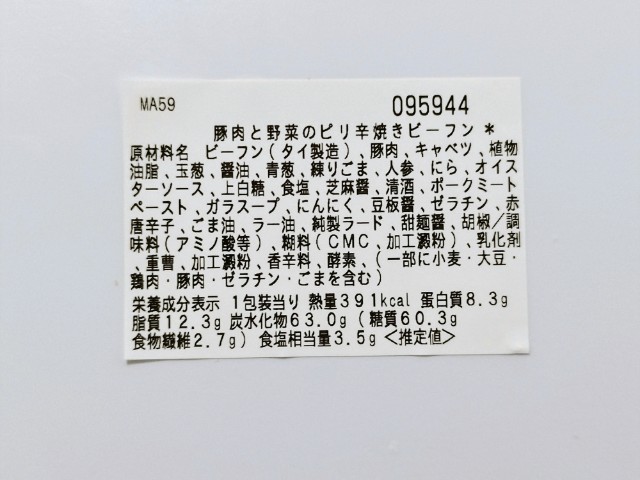 MA59 095944
豚肉と野菜のピリ辛焼きビーフン*
原材料名 ビーフン(タイ製造)、豚肉、キャベツ、植物
油脂、玉葱、醤油、青葱、練りごま、人参、にら、オイス
ターソース、上白糖、食塩、芝麻醤、清酒、ポークミート
ペースト、ガラスープ、にんにく、豆板醤、ゼラチン、赤
唐辛子、ごま油、ラー油、純製ラード、甜麺醤、胡椒/調
味料(アミノ酸等)、糊料(CMC、加工澱粉)、乳化剤
、重曹、加工澱粉、香辛料、酵素、(一部に小麦・大豆・
鶏肉・豚肉・ゼラチン・ごまを含む)
栄養成分表示 1包装当り 熱量391kcal 蛋白質8.3g
脂質12.3g 炭水化物63.0g(糖質60.3g
食物繊維2.7g) 食塩相当量3.5g <推定値>